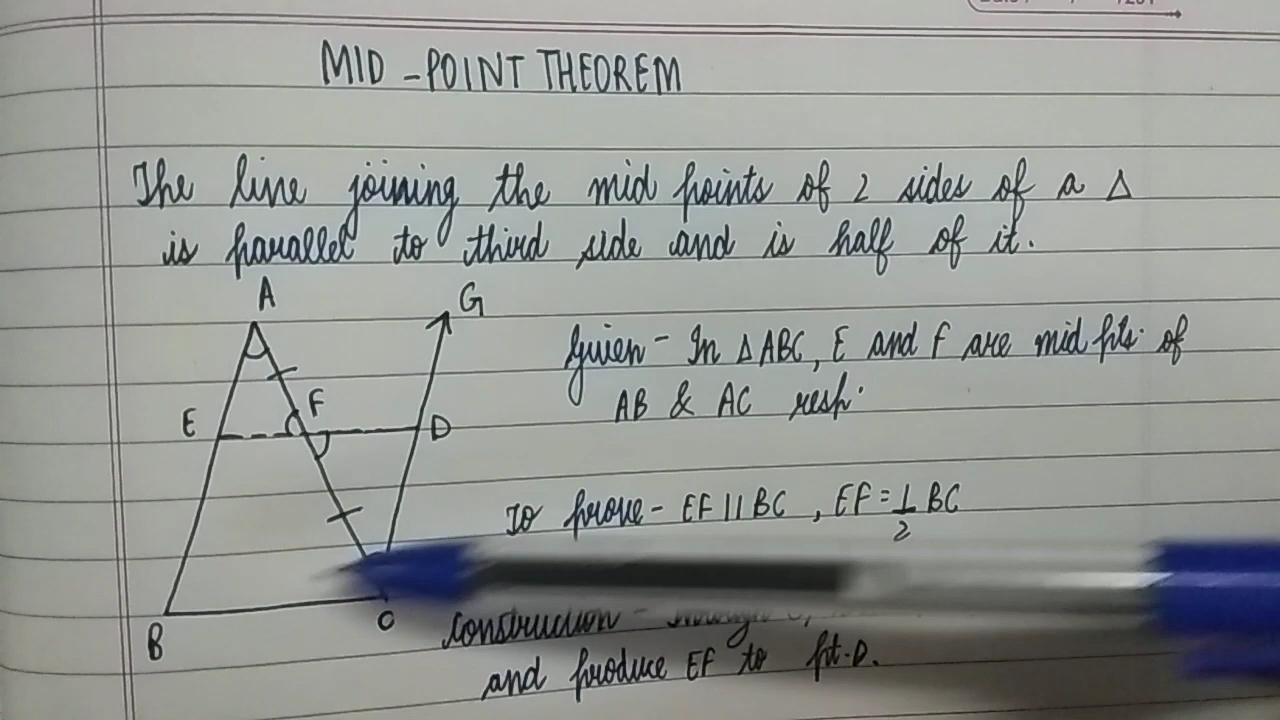 MID - POINT THEOREM
The line joining the mid points of 2 sides of a Δ
is parallel to third side and is half of it.
A
G
Given - In ΔABC, E and F are mid pts. of
F
E
D
AB & AC resp.
To prove - EF || BC , EF = 1/2 BC
C
B
Construction - through C,
and produce EF to pt. D.